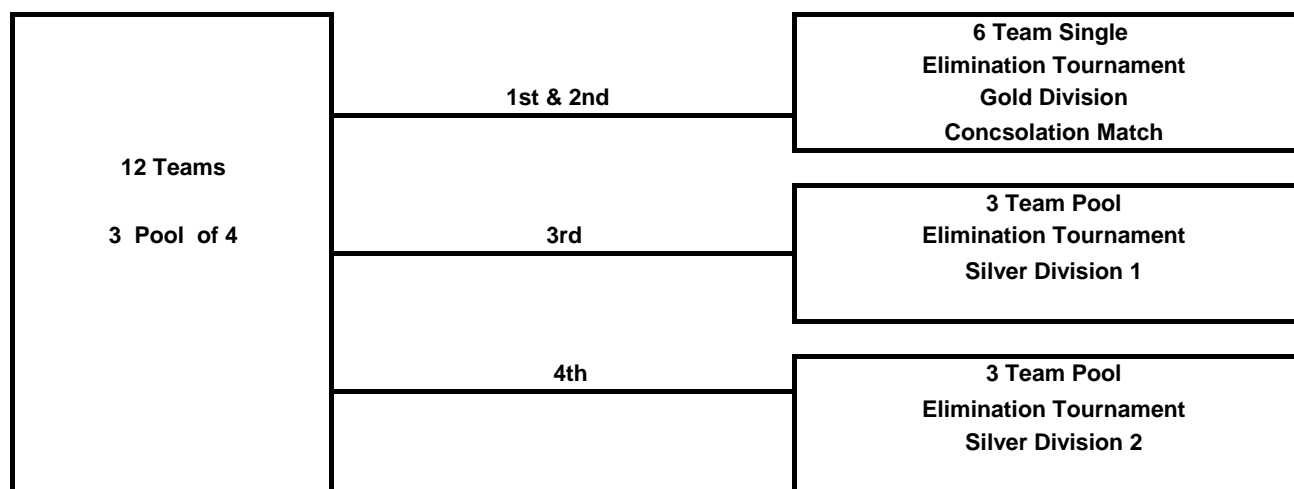 12 Teams
3 Pool of 4
1st & 2nd
6 Team Single
Elimination Tournament
Gold Division
Concsolation Match
3rd
3 Team Pool
Elimination Tournament
Silver Division 1
4th
3 Team Pool
Elimination Tournament
Silver Division 2